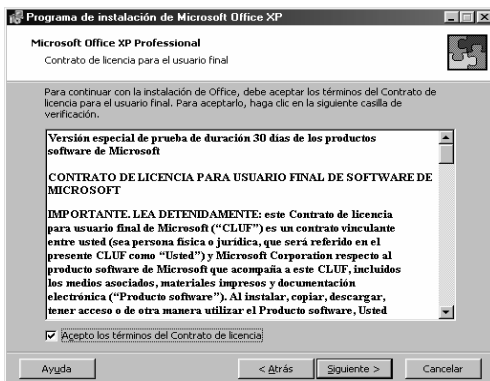 Programa de instalación de Microsoft Office XP
Microsoft Office XP Professional
Contrato de licencia para el usuario final
Para continuar con la instalación de Office, debe aceptar los términos del Contrato de
licencia para el usuario final. Para aceptarlo, haga clic en la siguiente casilla de
verificación.
Versión especial de prueba de duración 30 días de los productos
software de Microsoft
CONTRATO DE LICENCIA PARA USUARIO FINAL DE SOFTWARE DE
MICROSOFT
IMPORTANTE. LEA DETENIDAMENTE: este Contrato de licencia
para usuario final de Microsoft ("CLUF") es un contrato vinculante
entre usted (sea persona física o jurídica, que será referido en el
presente CLUF como "Usted") y Microsoft Corporation respecto al
producto software de Microsoft que acompaña a este CLUF, incluidos
los medios asociados, materiales impresos y documentación
electrónica ("Producto software"). Al instalar, copiar, descargar,
tener acceso o de otra manera utilizar el Producto software, Usted
Acepto los términos del Contrato de licencia
Ayuda
< Atrás
Siguiente >
Cancelar